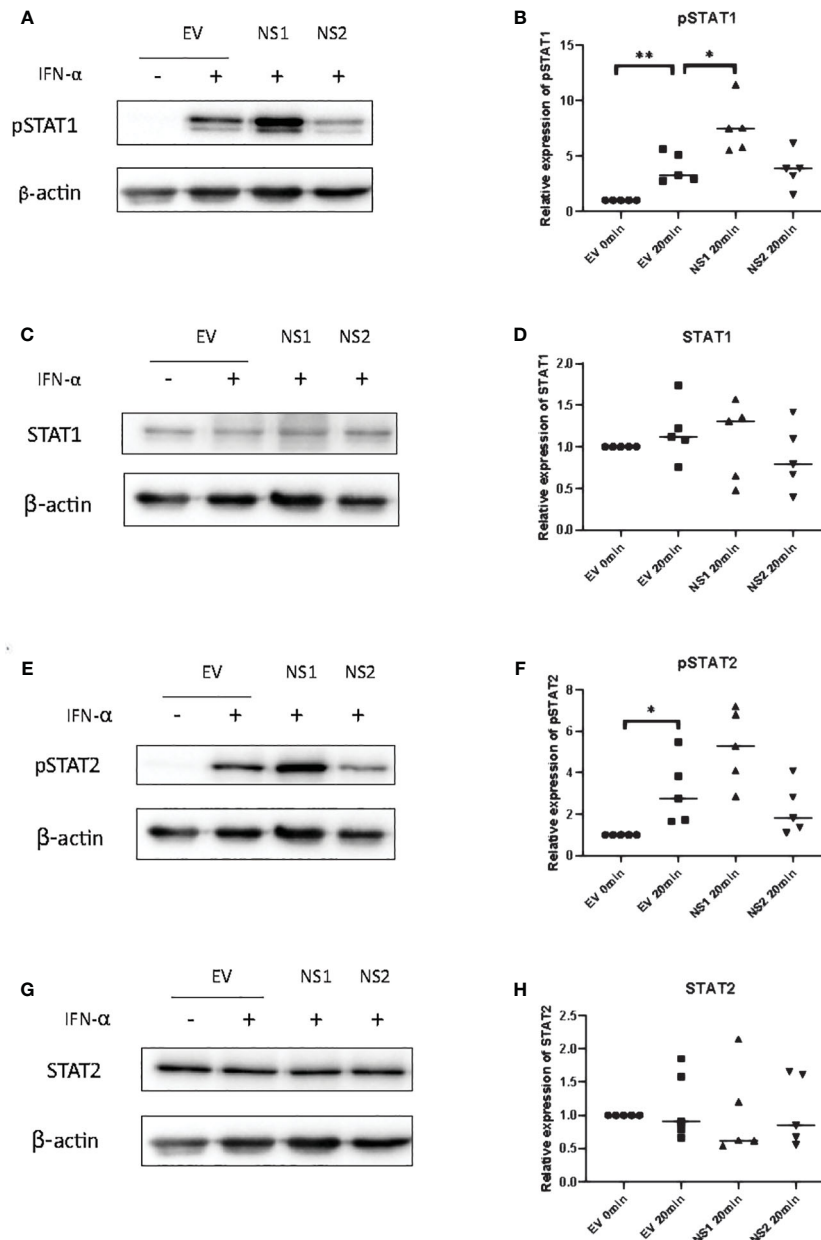 A
EV NS1 NS2
IFN-α - + + +
pSTAT1
β-actin
B
pSTAT1
Relative expression of pSTAT1
15
10
5
0
** *
EV 0min EV 20min NS1 20min NS2 20min
C
EV NS1 NS2
IFN-α - + + +
STAT1
β-actin
D
STAT1
Relative expression of STAT1
2.0
1.5
1.0
0.5
0.0
EV 0min EV 20min NS1 20min NS2 20min
E
EV NS1 NS2
IFN-α - + + +
pSTAT2
β-actin
F
pSTAT2
Relative expression of pSTAT2
8
6
4
2
0
*
EV 0min EV 20min NS1 20min NS2 20min
G
EV NS1 NS2
IFN-α - + + +
STAT2
β-actin
H
STAT2
Relative expression of STAT2
2.5
2.0
1.5
1.0
0.5
0.0
EV 0min EV 20min NS1 20min NS2 20min